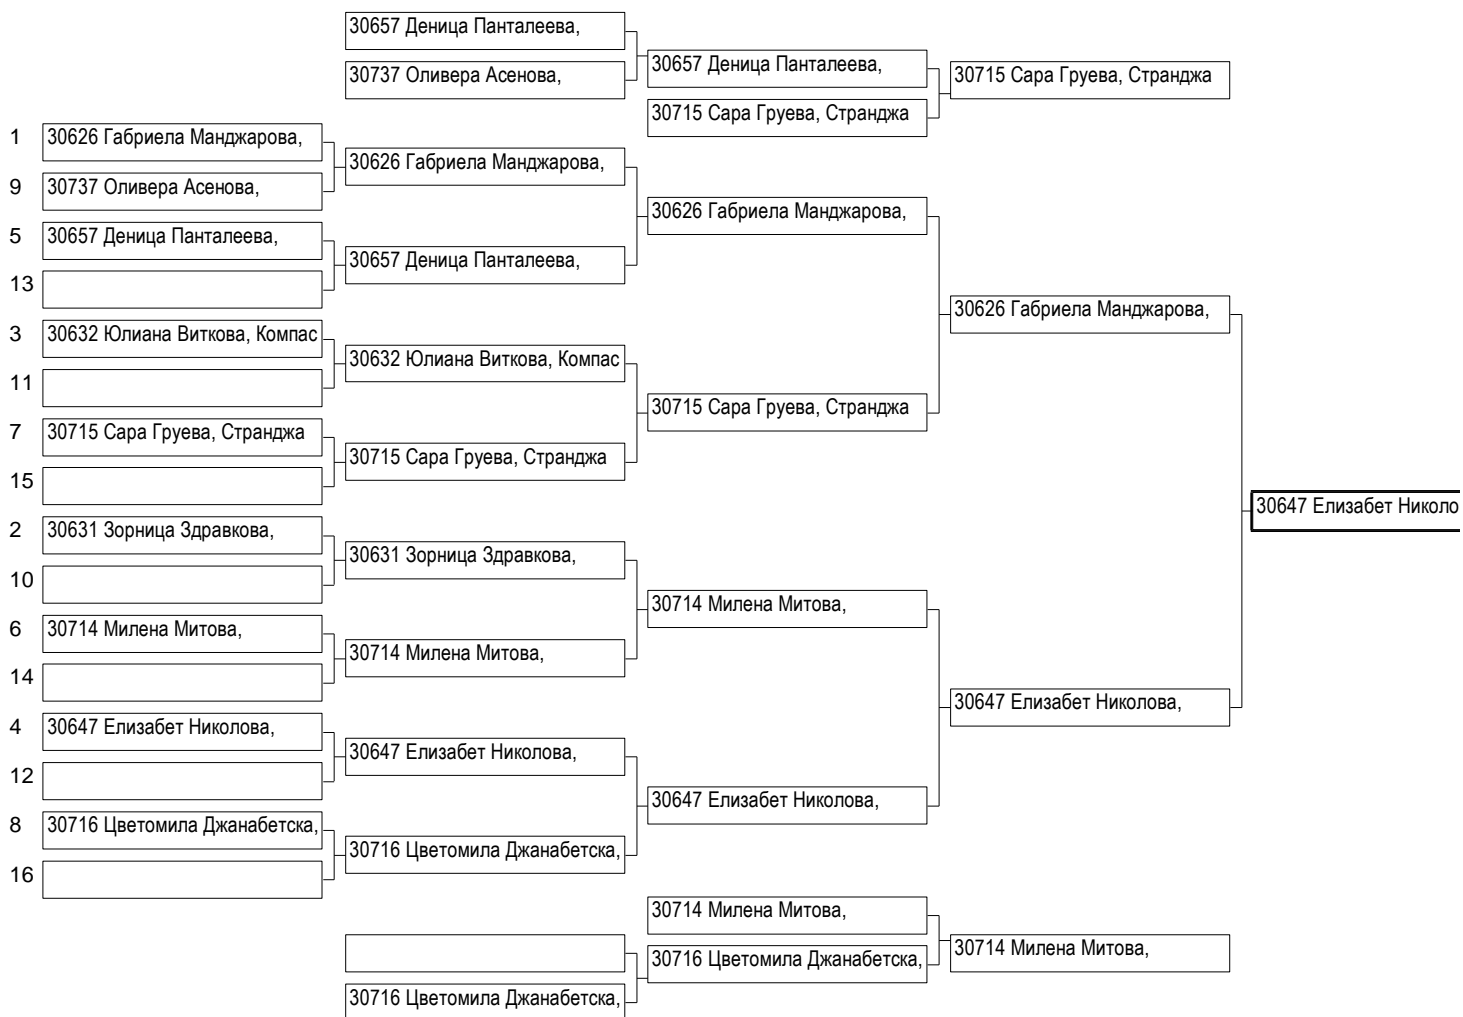 30657 Деница Панталеева,
30737 Оливера Асенова,
30657 Деница Панталеева,
30715 Сара Груева, Странджа
30715 Сара Груева, Странджа
1 30626 Габриела Манджарова,
9 30737 Оливера Асенова,
5 30657 Деница Панталеева,
13
3 30632 Юлиана Виткова, Компас
11
7 30715 Сара Груева, Странджа
15
2 30631 Зорница Здравкова,
10
6 30714 Милена Митова,
14
4 30647 Елизабет Николова,
12
8 30716 Цветомила Джанабетска,
16
30626 Габриела Манджарова,
30657 Деница Панталеева,
30632 Юлиана Виткова, Компас
30715 Сара Груева, Странджа
30631 Зорница Здравкова,
30714 Милена Митова,
30647 Елизабет Николова,
30716 Цветомила Джанабетска,
30626 Габриела Манджарова,
30715 Сара Груева, Странджа
30714 Милена Митова,
30647 Елизабет Николова,
30626 Габриела Манджарова,
30647 Елизабет Николова,
30647 Елизабет Николо
30716 Цветомила Джанабетска,
30714 Милена Митова,
30716 Цветомила Джанабетска,
30714 Милена Митова,